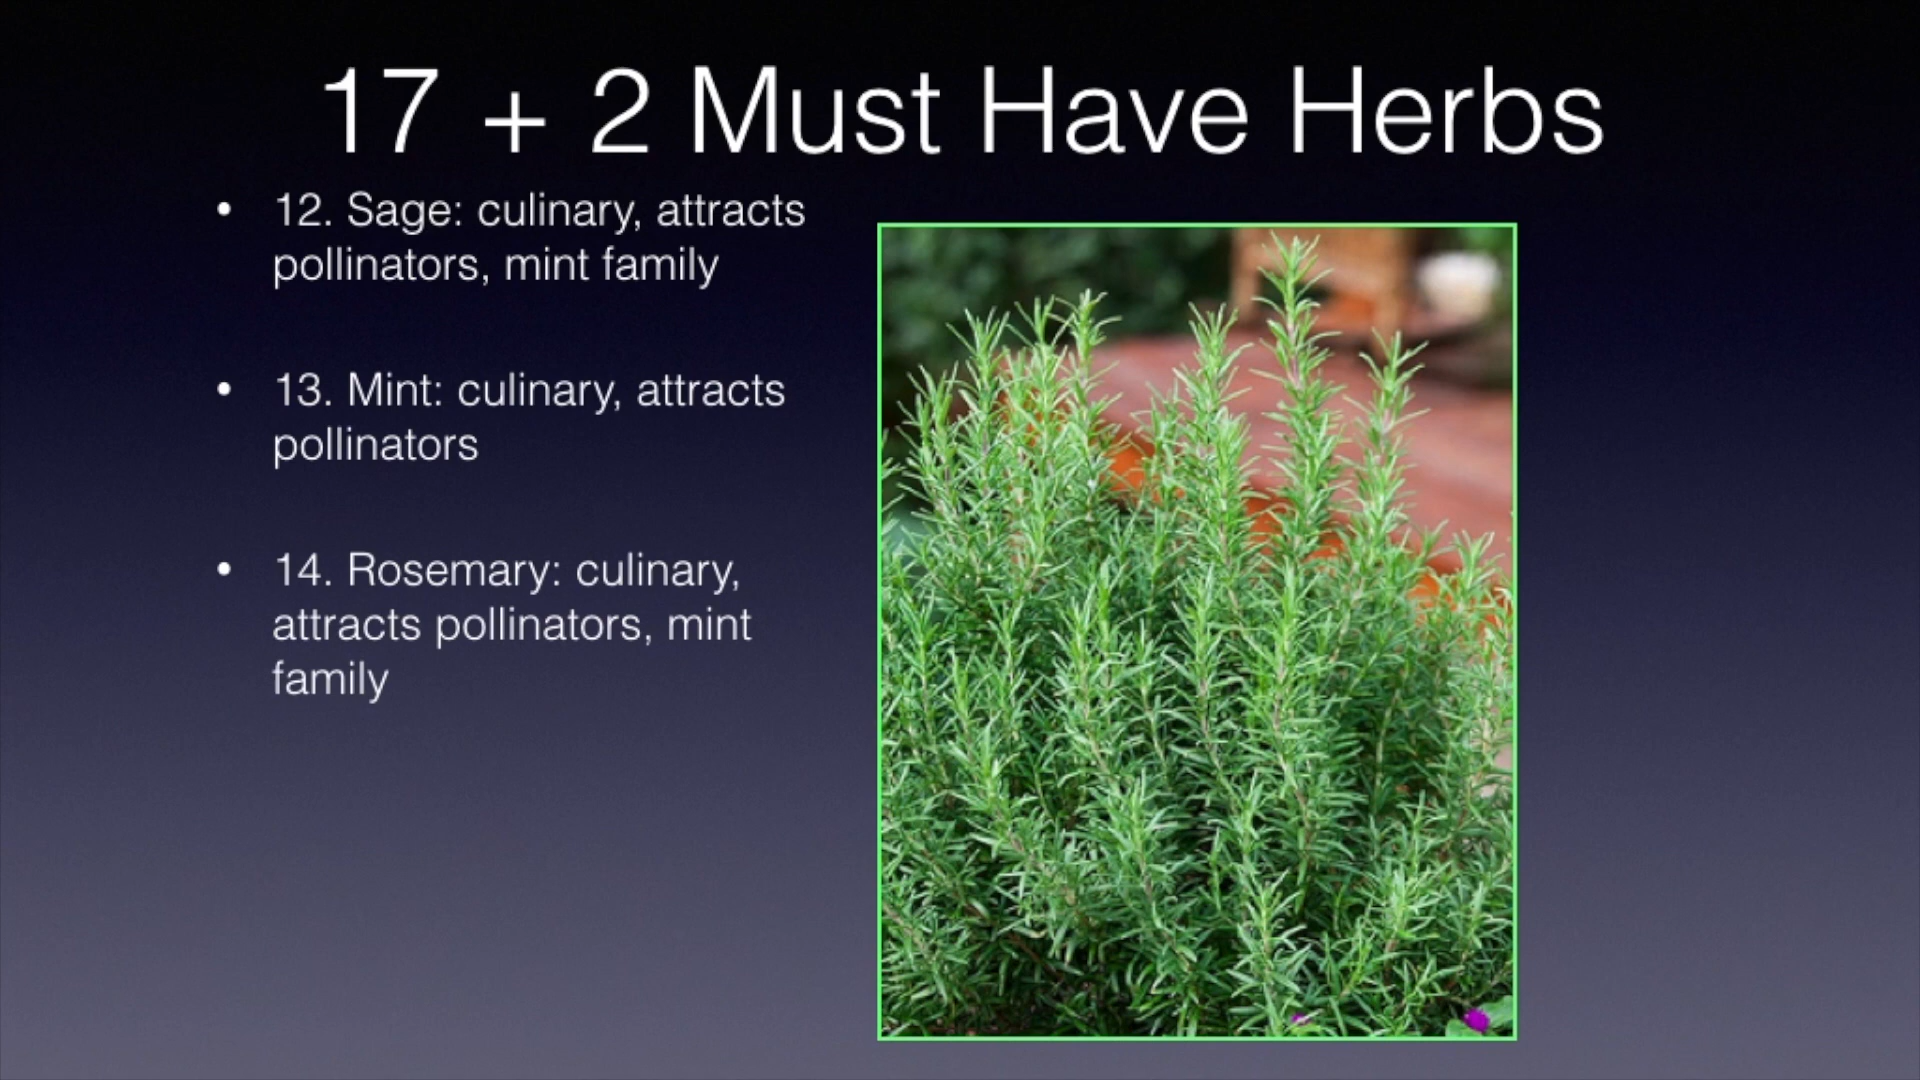 17 + 2 Must Have Herbs
• 12. Sage: culinary, attracts
pollinators, mint family
• 13. Mint: culinary, attracts
pollinators
• 14. Rosemary: culinary,
attracts pollinators, mint
family